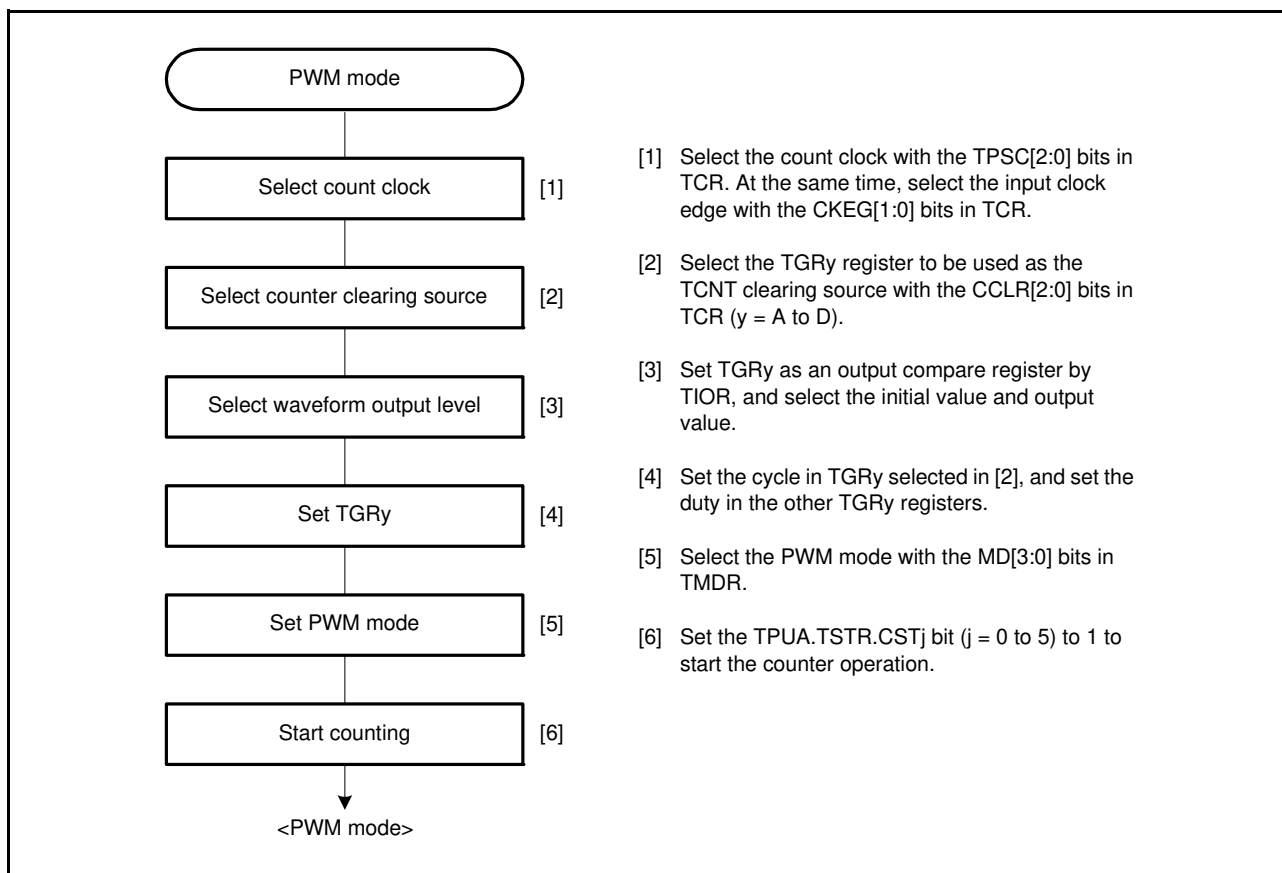 PWM mode
Select count clock
[1]
Select counter clearing source
[2]
Select waveform output level
[3]
Set TGRy
[4]
Set PWM mode
[5]
Start counting
[6]
<PWM mode>
[1] Select the count clock with the TPSC[2:0] bits in
TCR. At the same time, select the input clock
edge with the CKEG[1:0] bits in TCR.
[2] Select the TGRy register to be used as the
TCNT clearing source with the CCLR[2:0] bits in
TCR (y = A to D).
[3] Set TGRy as an output compare register by
TIOR, and select the initial value and output
value.
[4] Set the cycle in TGRy selected in [2], and set the
duty in the other TGRy registers.
[5] Select the PWM mode with the MD[3:0] bits in
TMDR.
[6] Set the TPUA.TSTR.CSTj bit (j = 0 to 5) to 1 to
start the counter operation.